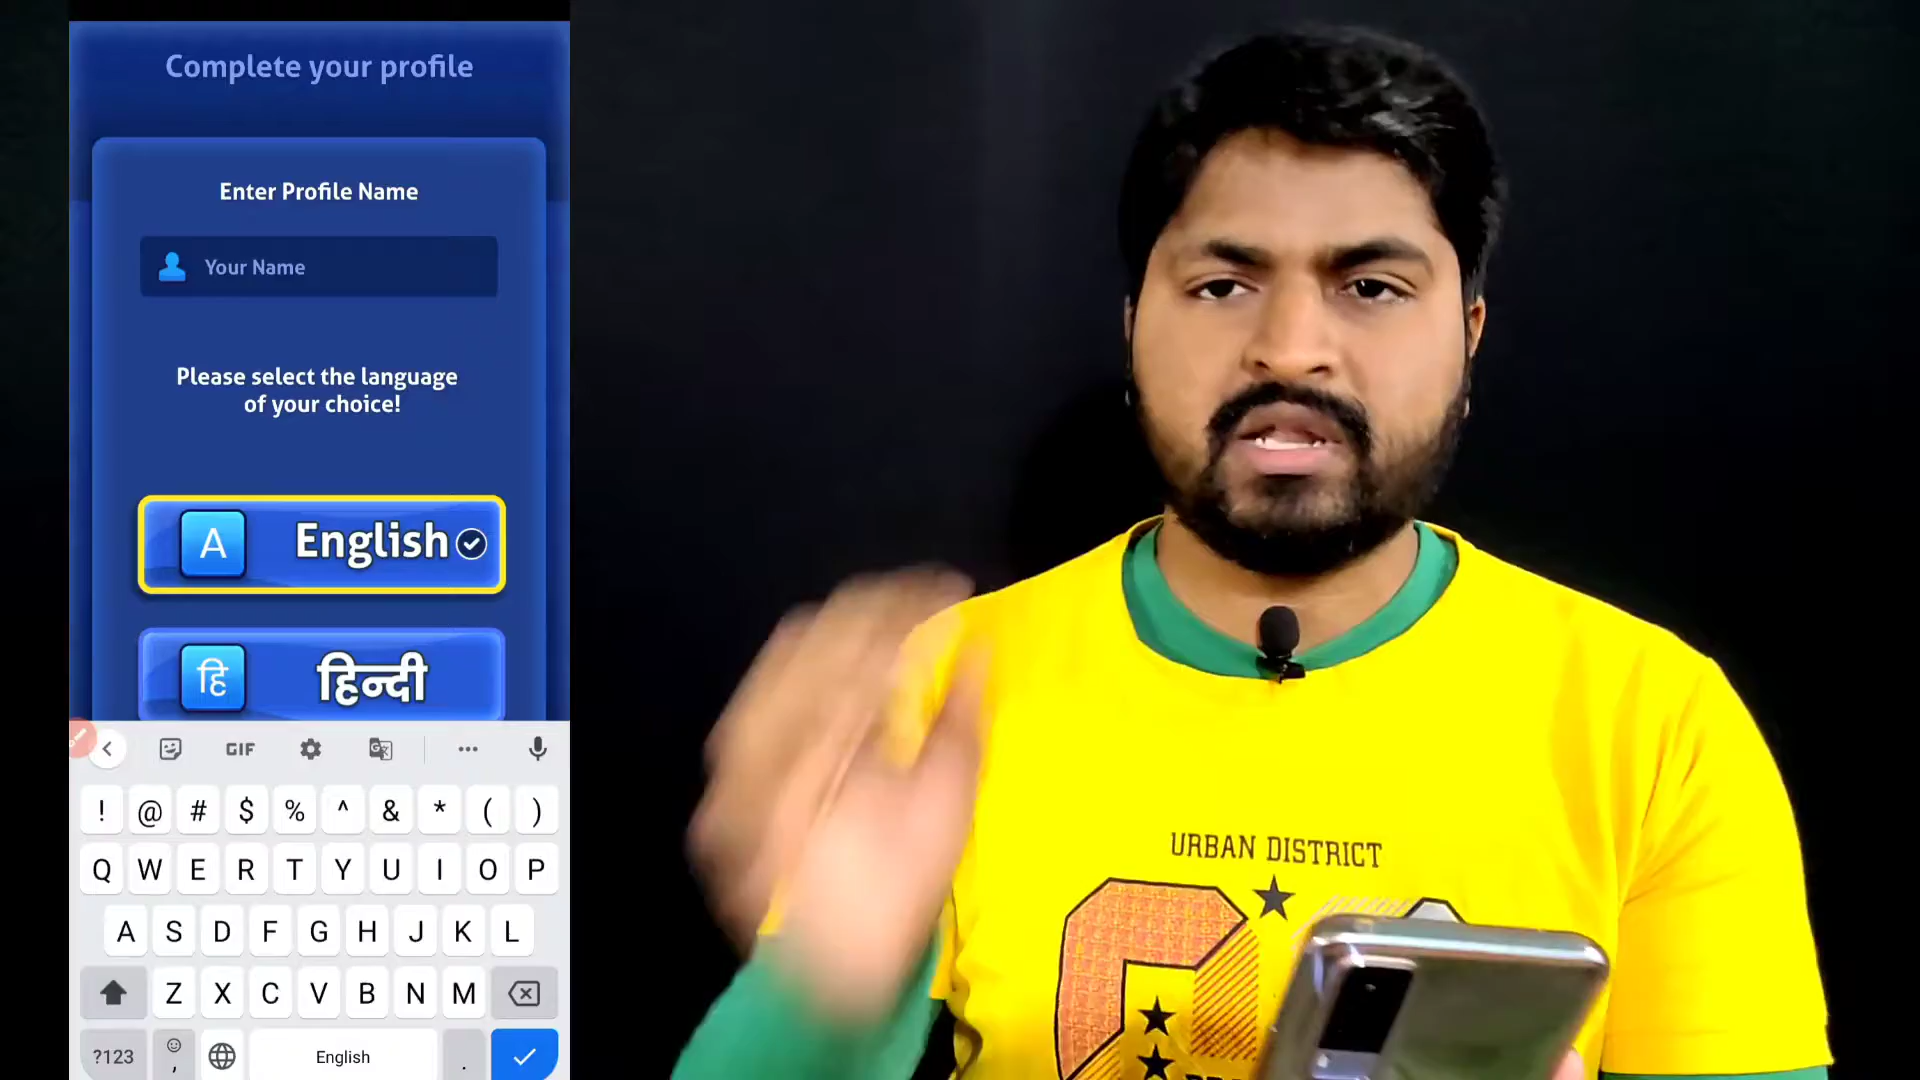 Complete your profile
Enter Profile Name
Your Name
Please select the language
of your choice!
A English
हि हिन्दी
GIF
! @ # $ % ^ & * ( )
Q W E R T Y U I O P
A S D F G H J K L
Z X C V B N M
?123 , English .
URBAN DISTRICT